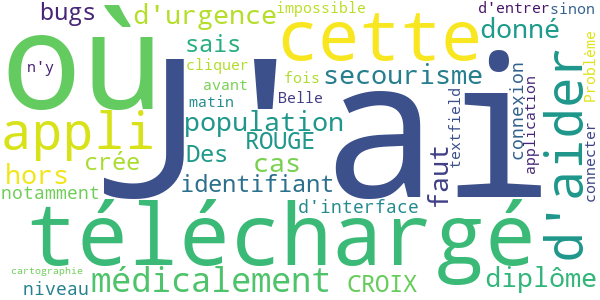 bugs
d'urgence
impossible
d'entrer
sinon
où
J'ai
cette
donné
sais
n'y
cliquer
avant
fois
secourisme
matin
Belle
Problème
appli
population
ROUGE
textfield
connexion
application
d'aider
connecter
Des
cas
crée
hors
faut
notamment
identifiant
d'interface
téléchargé
cartographie
médicalement
CROIX
diplôme
niveau